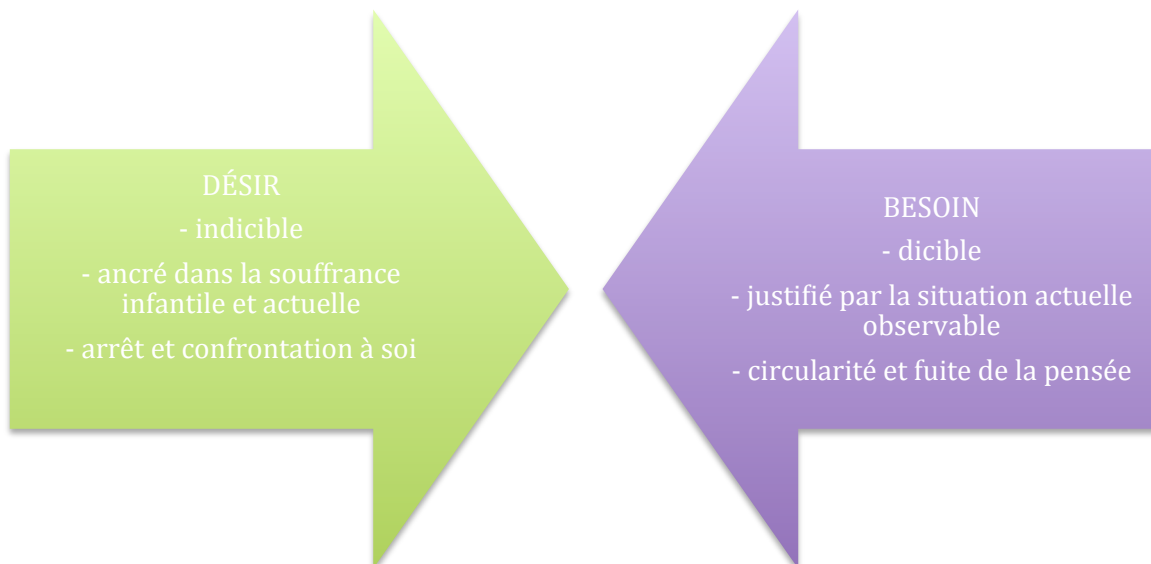 DÉSIR
- indicible
- ancré dans la souffrance
infantile et actuelle
- arrêt et confrontation à soi
BESOIN
- dicible
- justifié par la situation actuelle
observable
- circularité et fuite de la pensée